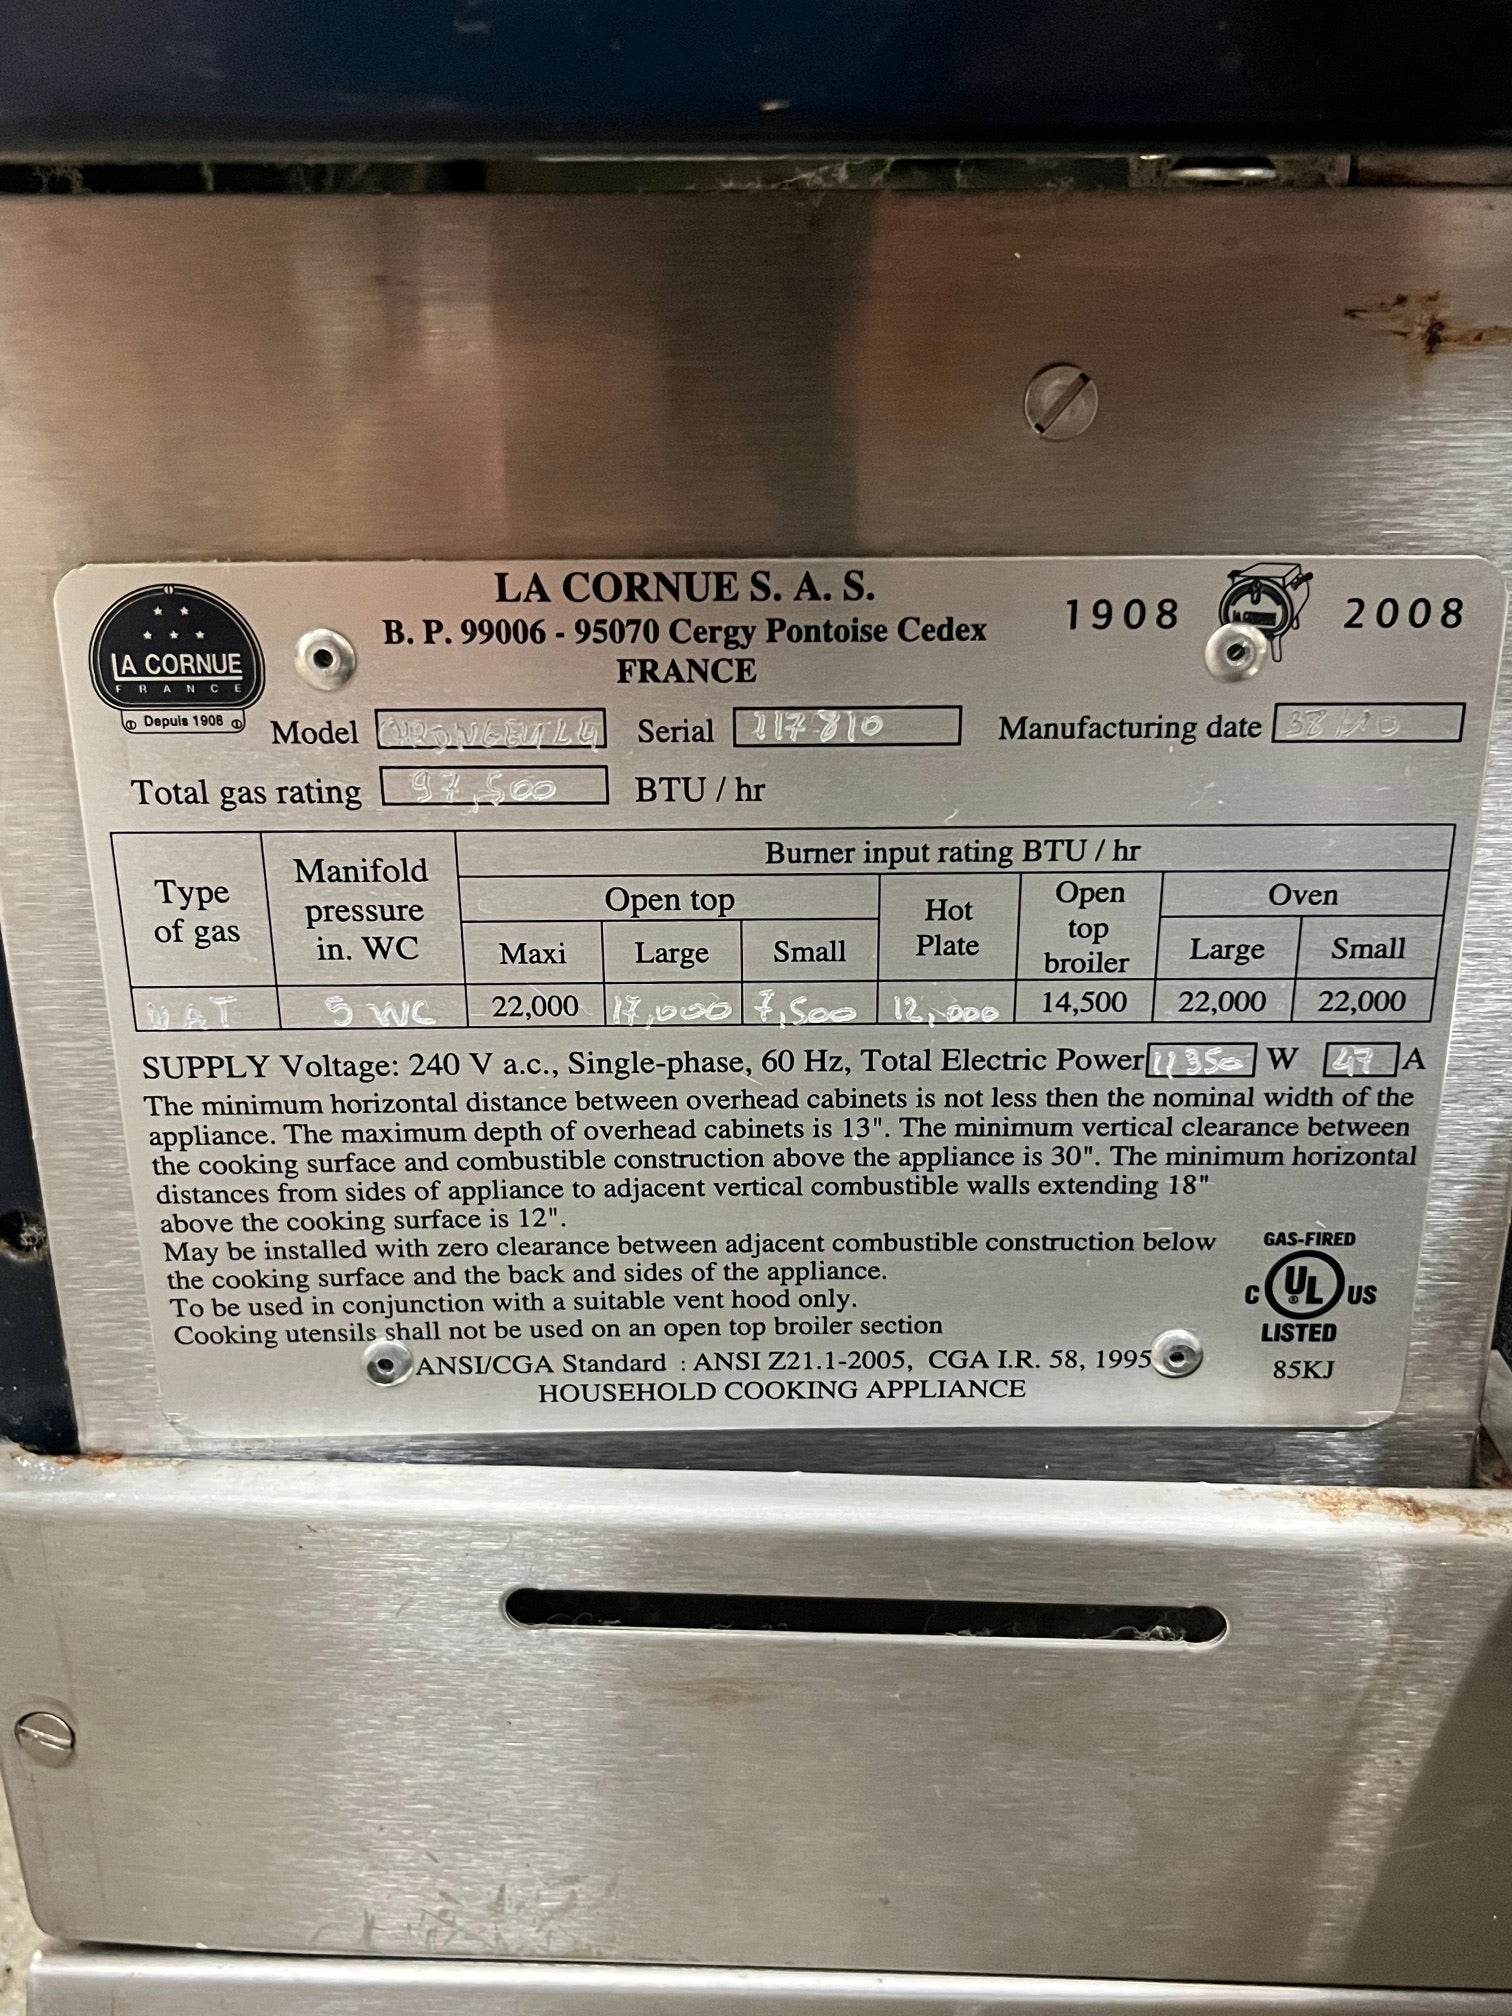 LA CORNUE
FRANCE
Depuis 1908
LA CORNUE S. A. S.
B. P. 99006 - 95070 Cergy Pontoise Cedex
FRANCE
1908 2008
Model Serial 117810 Manufacturing date
Total gas rating 97,500 BTU / hr
Type of gas
Manifold pressure in. WC
Burner input rating BTU / hr
Open top
Hot Plate
Open top broiler
Oven
Maxi Large Small Large Small
NAT 5 WC 22,000 17,000 7,500 12,000 14,500 22,000 22,000
SUPPLY Voltage: 240 V a.c., Single-phase, 60 Hz, Total Electric Power 11350 W 47 A
The minimum horizontal distance between overhead cabinets is not less then the nominal width of the
appliance. The maximum depth of overhead cabinets is 13". The minimum vertical clearance between
the cooking surface and combustible construction above the appliance is 30". The minimum horizontal
distances from sides of appliance to adjacent vertical combustible walls extending 18"
above the cooking surface is 12".
May be installed with zero clearance between adjacent combustible construction below
the cooking surface and the back and sides of the appliance.
To be used in conjunction with a suitable vent hood only.
Cooking utensils shall not be used on an open top broiler section
ANSI/CGA Standard : ANSI Z21.1-2005, CGA I.R. 58, 1995
HOUSEHOLD COOKING APPLIANCE
GAS-FIRED
C UL ® US
LISTED
85KJ